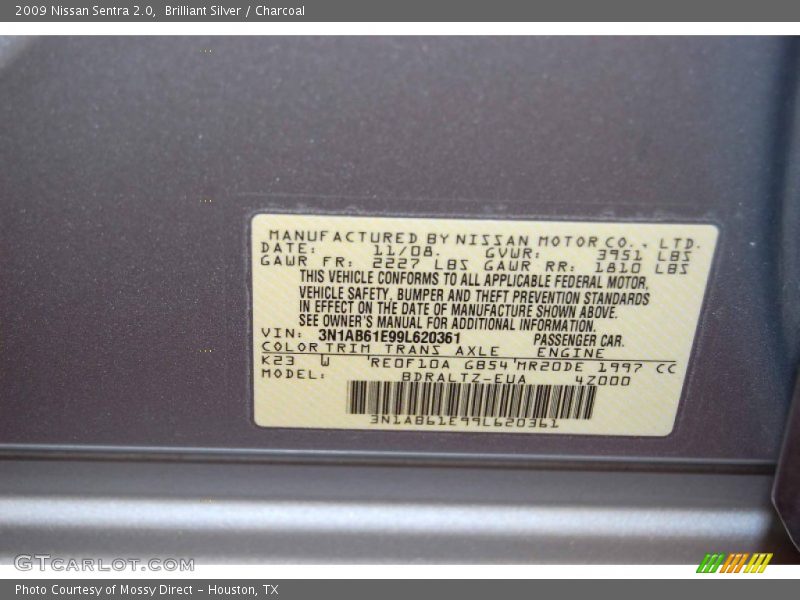 2009 Nissan Sentra 2.0,  Brilliant Silver / Charcoal
MANUFACTURED BY NISSAN MOTOR CO., LTD.
DATE: 11/08. GVWR: 3951 LBS
GAWR FR: 2227 LBS GAWR RR: 1810 LBS
THIS VEHICLE CONFORMS TO ALL APPLICABLE FEDERAL MOTOR,
VEHICLE SAFETY, BUMPER AND THEFT PREVENTION STANDARDS
IN EFFECT ON THE DATE OF MANUFACTURE SHOWN ABOVE.
SEE OWNER'S MANUAL FOR ADDITIONAL INFORMATION.
VIN: 3N1AB61E99L620361 PASSENGER CAR.
COLOR TRIM TRANS AXLE ENGINE
K23 W 'RE0F10A GB54 'MR20DE 1997 CC
MODEL: BDRALTZ-EUA 4Z000
3N1AB61E99L620361
GTCARLOT.COM
Photo Courtesy of Mossy Direct - Houston, TX